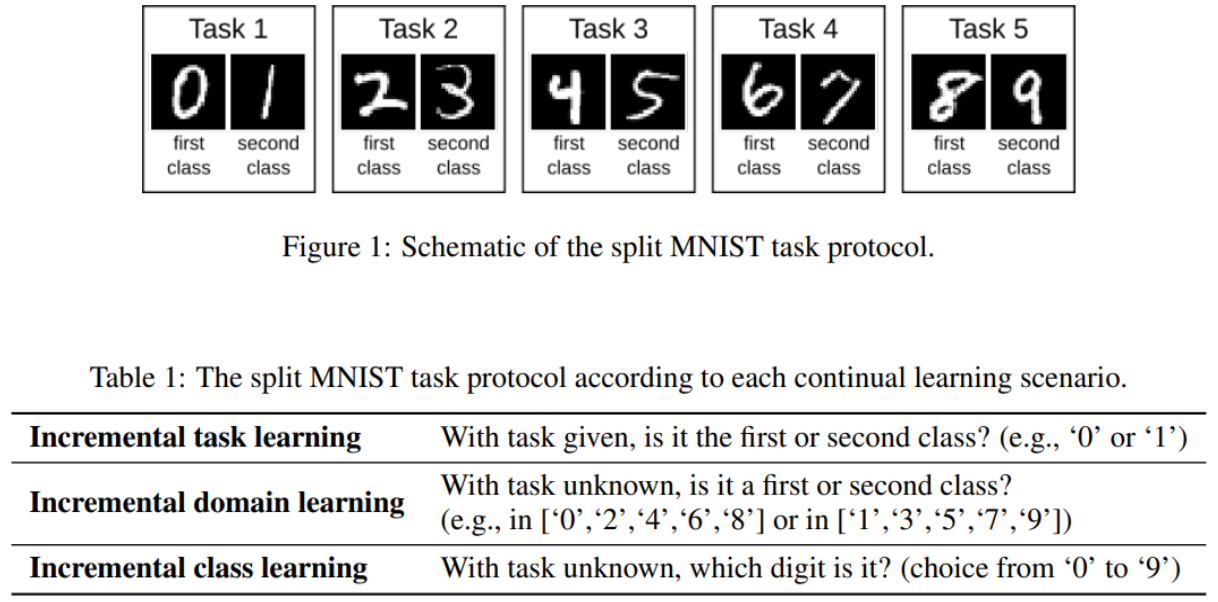 Task 1 Task 2 Task 3 Task 4 Task 5
0 1 2 3 4 5 6 7 8 9
first second first second first second first second first second
class class class class class class class class class class
Figure 1: Schematic of the split MNIST task protocol.
Table 1: The split MNIST task protocol according to each continual learning scenario.
Incremental task learning With task given, is it the first or second class? (e.g., ‘0’ or ‘1’)
Incremental domain learning With task unknown, is it a first or second class?
(e.g., in [‘0’,‘2’,‘4’,‘6’,‘8’] or in [‘1’,‘3’,‘5’,‘7’,‘9’])
Incremental class learning With task unknown, which digit is it? (choice from ‘0’ to ‘9’)